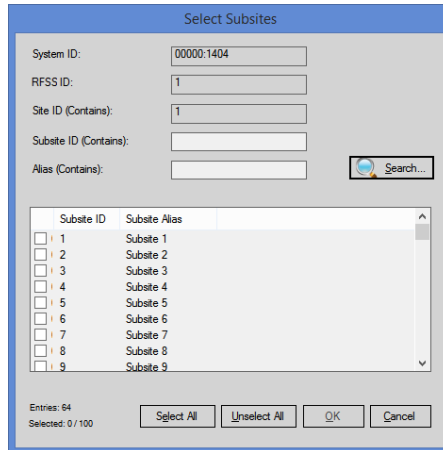 Select Subsites
System ID: 00000:1404
RFSS ID: 1
Site ID (Contains): 1
Subsite ID (Contains):
Alias (Contains):
Search...
Subsite ID Subsite Alias
1 Subsite 1
2 Subsite 2
3 Subsite 3
4 Subsite 4
5 Subsite 5
6 Subsite 6
7 Subsite 7
8 Subsite 8
9 Subsite 9
Entries: 64
Selected: 0 / 100
Select All Unselect All OK Cancel